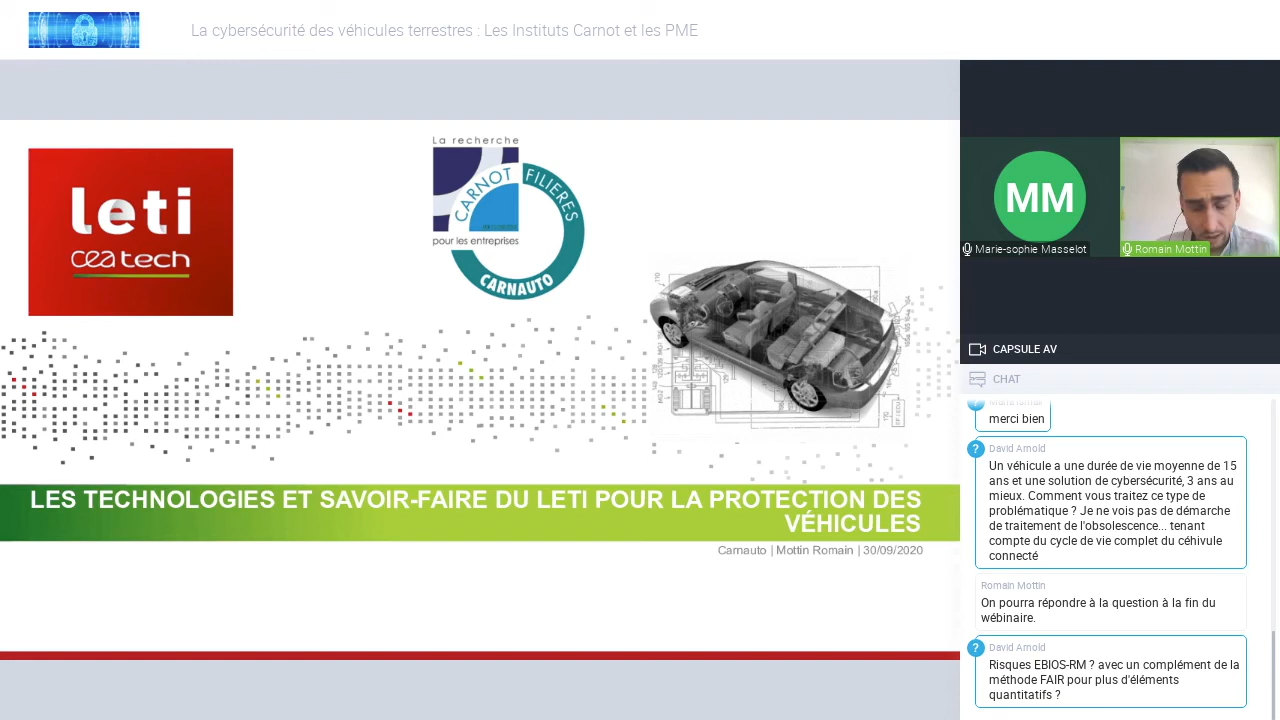 La cybersécurité des véhicules terrestres : Les Instituts Carnot et les PME
leti
cea tech
La recherche
CARNOT
FILIERES
pour les entreprises
CARNAUTO
LES TECHNOLOGIES ET SAVOIR-FAIRE DU LETI POUR LA PROTECTION DES
VÉHICULES
Carnauto | Mottin Romain | 30/09/2020
MM
Marie-sophie Masselot
Romain Mottin
CAPSULE AV
CHAT
merci bien
David Arnold
Un véhicule a une durée de vie moyenne de 15
ans et une solution de cybersécurité, 3 ans au
mieux. Comment vous traitez ce type de
problématique ? Je ne vois pas de démarche
de traitement de l'obsolescence... tenant
compte du cycle de vie complet du céhivule
connecté
Romain Mottin
On pourra répondre à la question à la fin du
wébinaire.
David Arnold
Risques EBIOS-RM ? avec un complément de la
méthode FAIR pour plus d'éléments
quantitatifs ?